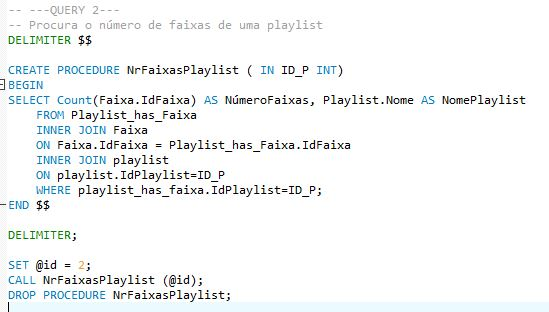 -- ---QUERY 2---
-- Procura o número de faixas de uma playlist
DELIMITER $$
CREATE PROCEDURE NrFaixasPlaylist ( IN ID_P INT)
BEGIN
SELECT Count(Faixa.IdFaixa) AS NúmeroFaixas, Playlist.Nome AS NomePlaylist
FROM Playlist_has_Faixa
INNER JOIN Faixa
ON Faixa.IdFaixa = Playlist_has_Faixa.IdFaixa
INNER JOIN playlist
ON playlist.IdPlaylist=ID_P
WHERE playlist_has_faixa.IdPlaylist=ID_P;
END $$
DELIMITER;
SET @id = 2;
CALL NrFaixasPlaylist (@id);
DROP PROCEDURE NrFaixasPlaylist;